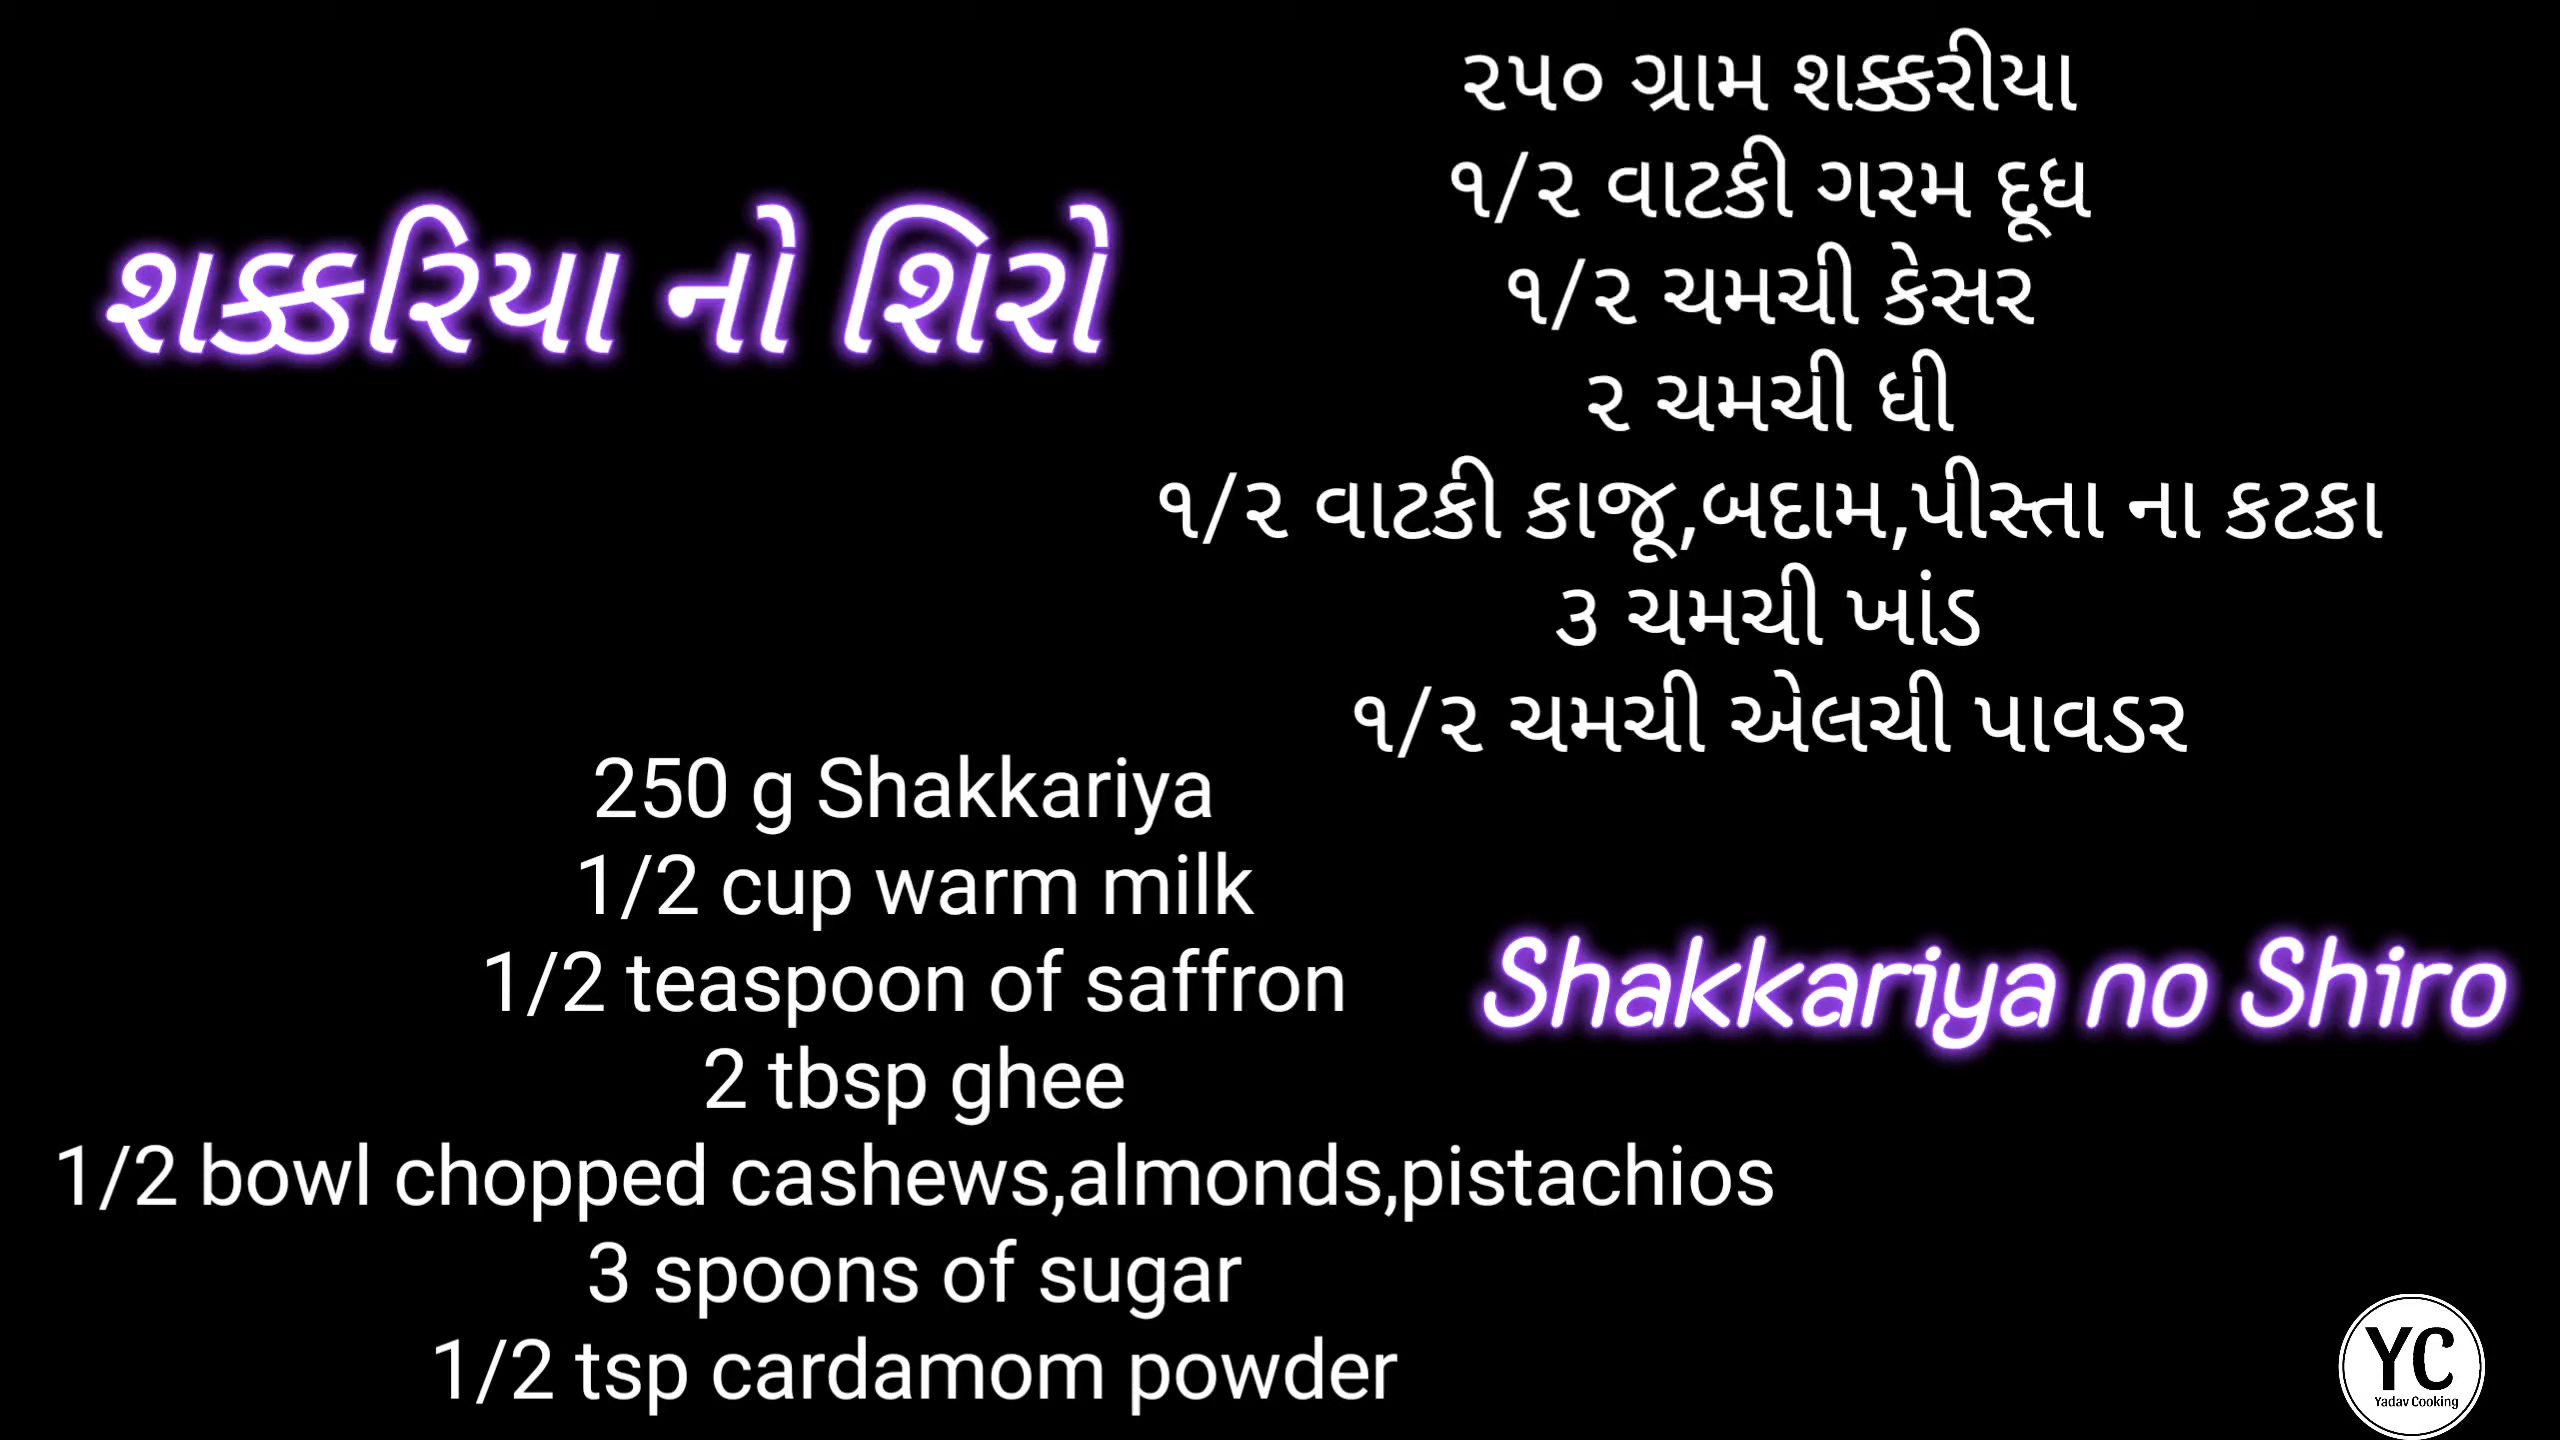 શક્કરિયા નો શિરો
૨૫૦ ગ્રામ શક્કરીયા
૧/૨ વાટકી ગરમ દૂધ
૧/૨ ચમચી કેસર
૨ ચમચી ઘી
૧/૨ વાટકી કાજૂ,બદામ,પીસ્તા ના કટકા
૩ ચમચી ખાંડ
૧/૨ ચમચી એલચી પાવડર
250 g Shakkariya
1/2 cup warm milk
1/2 teaspoon of saffron
2 tbsp ghee
1/2 bowl chopped cashews,almonds,pistachios
3 spoons of sugar
1/2 tsp cardamom powder
Shakkariya no Shiro
YC
Yadav Cooking